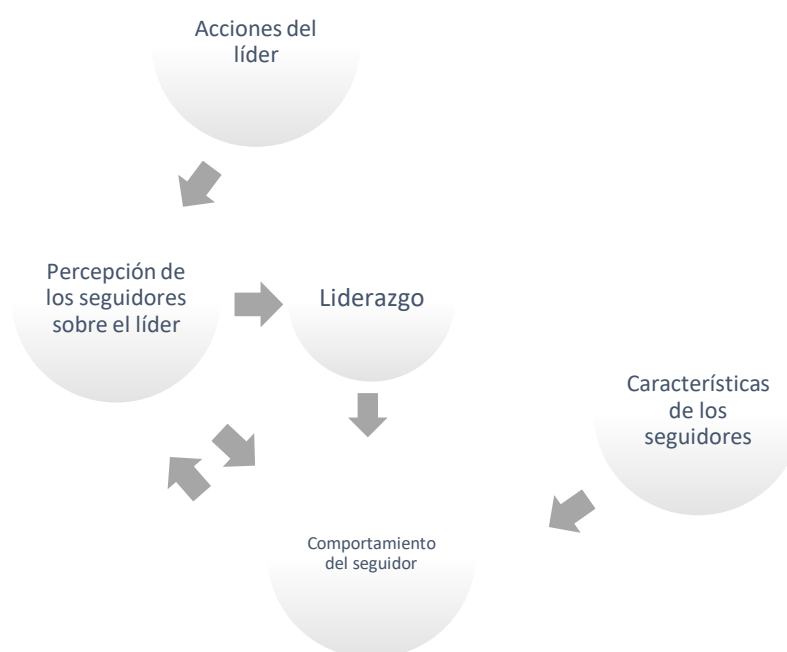 Acciones del
líder
Percepción de
los seguidores
sobre el líder
Liderazgo
Características
de los
seguidores
Comportamiento
del seguidor